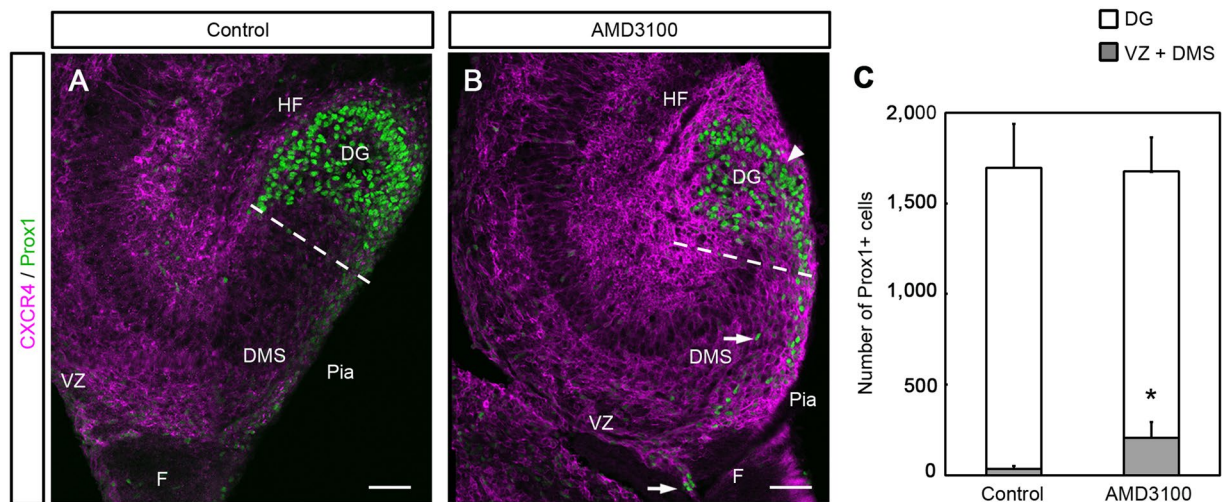 Control
AMD3100
CXCR4 / Prox1
A
HF
DG
DMS
Pia
VZ
F
B
HF
DG
DMS
Pia
VZ
F
DG
VZ + DMS
C
Number of Prox1+ cells
2,000
1,500
1,000
500
0
*
Control
AMD3100